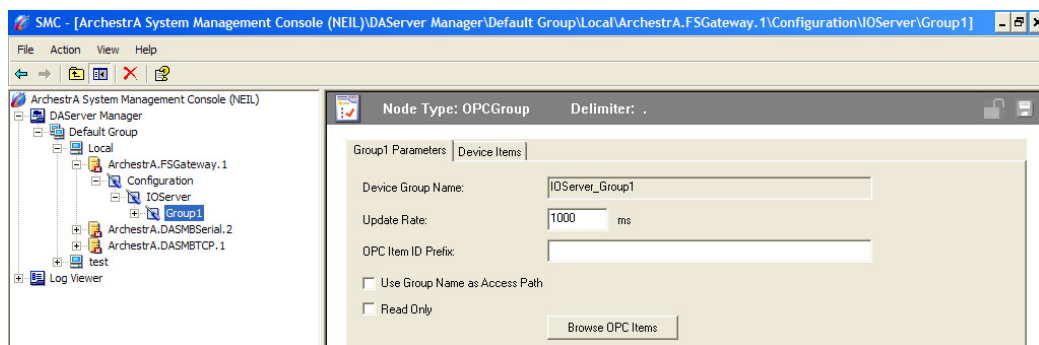 SMC - [ArchestrA System Management Console (NEIL)\DAServer Manager\Default Group\Local\ArchestrA.FSGateway.1\Configuration\IOServer\Group1]
File Action View Help
ArchestrA System Management Console (NEIL)
DAServer Manager
Default Group
Local
ArchestrA.FSGateway.1
Configuration
IOServer
Group1
ArchestrA.DASMBSerial.2
ArchestrA.DASMBTCP.1
test
Log Viewer
Node Type: OPCGroup Delimiter: .
Group1 Parameters Device Items
Device Group Name: IOServer_Group1
Update Rate: 1000 ms
OPC Item ID Prefix:
Use Group Name as Access Path
Read Only
Browse OPC Items